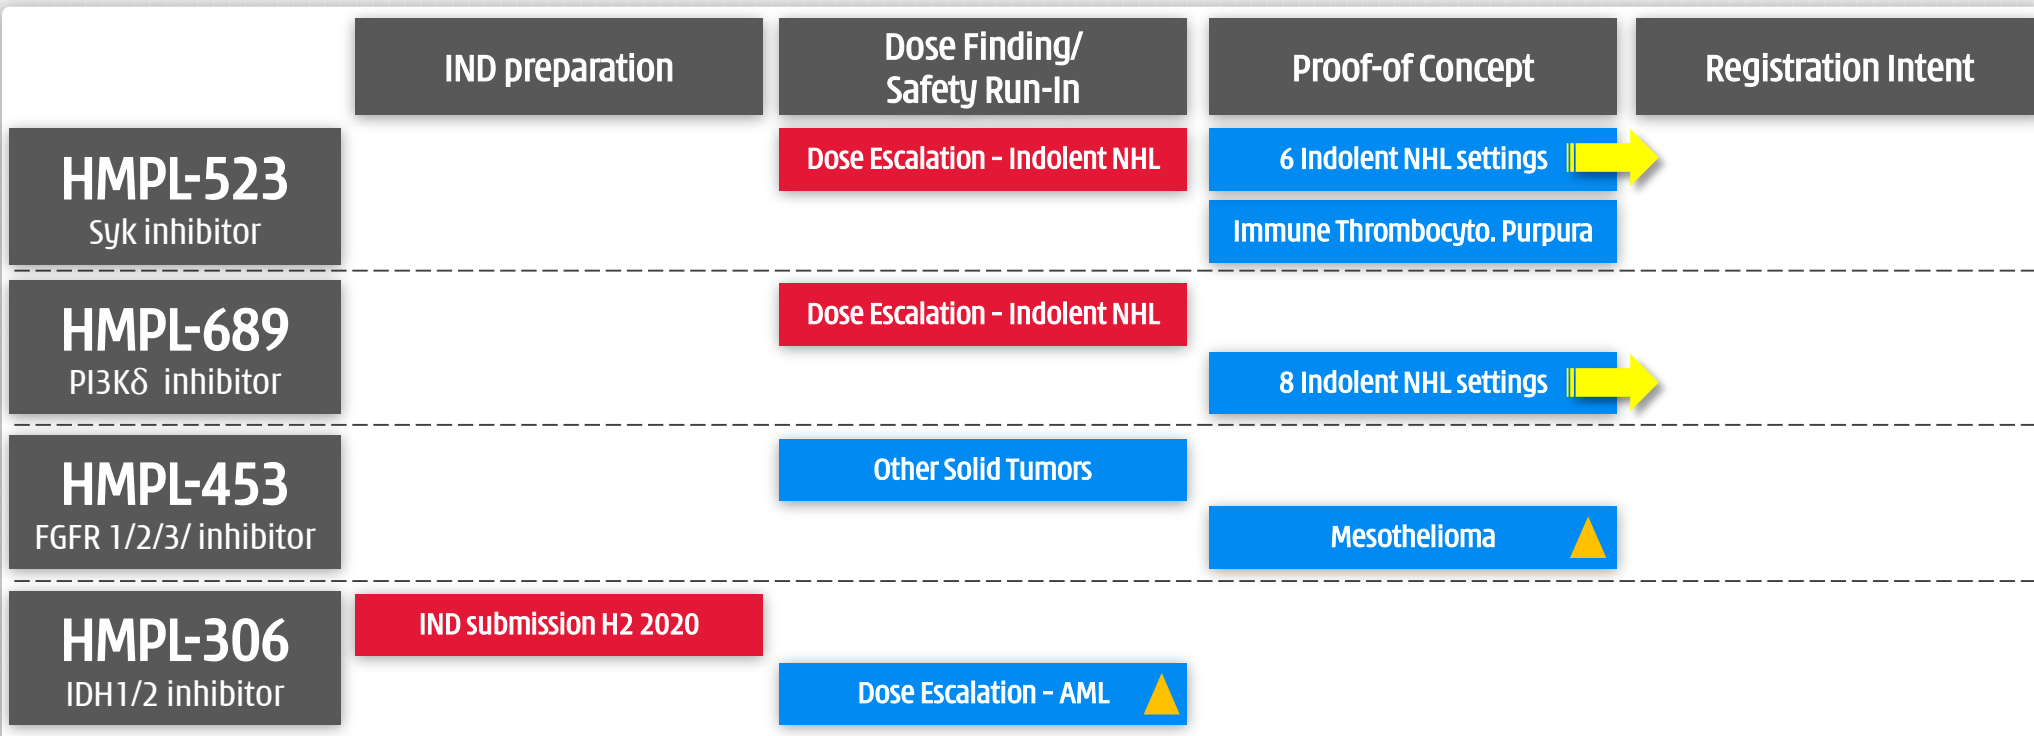 IND preparation
Dose Finding/
Safety Run-In
Proof-of Concept
Registration Intent
HMPL-523
Syk inhibitor
Dose Escalation – Indolent NHL
6 Indolent NHL settings
Immune Thrombocyto. Purpura
HMPL-689
PI3Kδ inhibitor
Dose Escalation – Indolent NHL
8 Indolent NHL settings
HMPL-453
FGFR 1/2/3/ inhibitor
Other Solid Tumors
Mesothelioma
HMPL-306
IDH1/2 inhibitor
IND submission H2 2020
Dose Escalation – AML